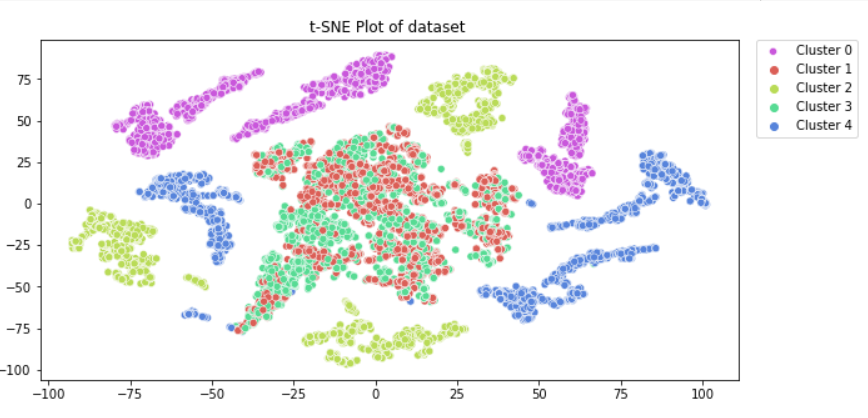 t-SNE Plot of dataset
Cluster 0
Cluster 1
Cluster 2
Cluster 3
Cluster 4
75
50
25
0
−25
−50
−75
−100
−100 −75 −50 −25 0 25 50 75 100